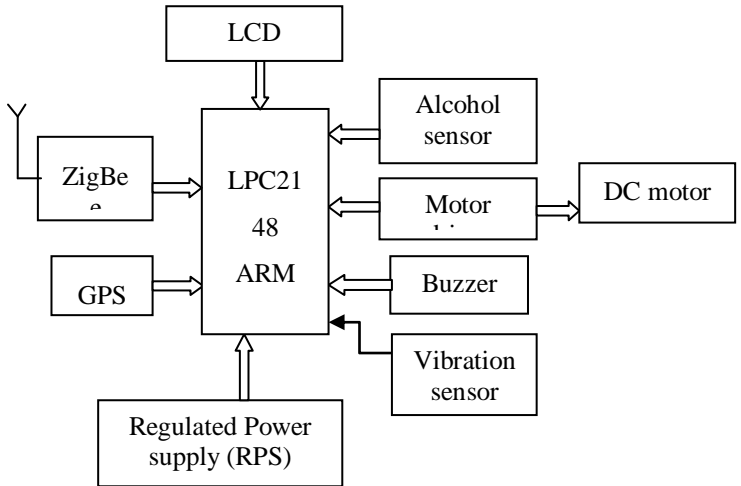 LCD
Alcohol
sensor
ZigBe
e
LPC21
48
ARM
Motor
DC motor
GPS
Buzzer
Vibration
sensor
Regulated Power
supply (RPS)